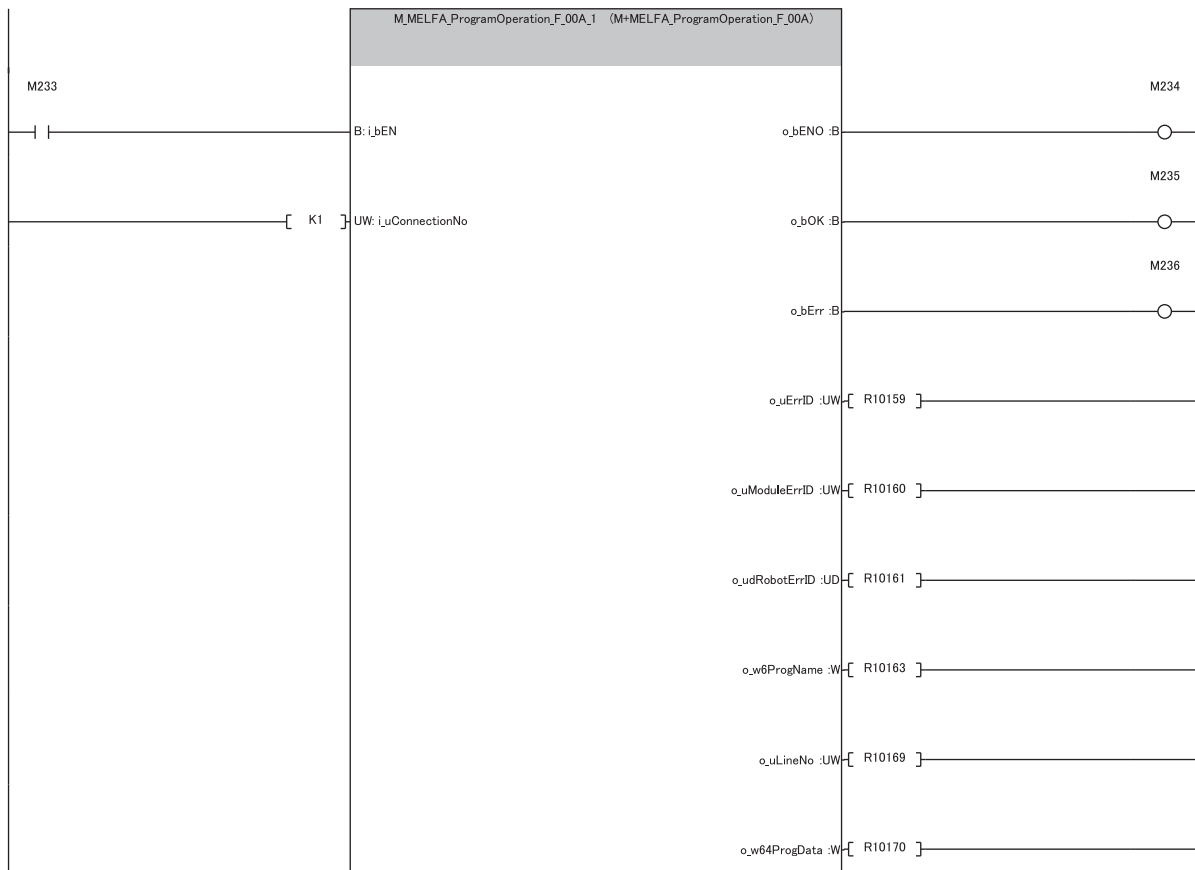 M_MELFA_ProgramOperation_F_00A_1 (M+MELFA_ProgramOperation_F_00A)
M233
M234
B: i_bEN
o_bENO :B
M235
K1
UW: i_uConnectionNo
o_bOK :B
M236
o_bErr :B
o_uErrID :UW
R10159
o_uModuleErrID :UW
R10160
o_udRobotErrID :UD
R10161
o_w6ProgName :W
R10163
o_uLineNo :UW
R10169
o_w64ProgData :W
R10170